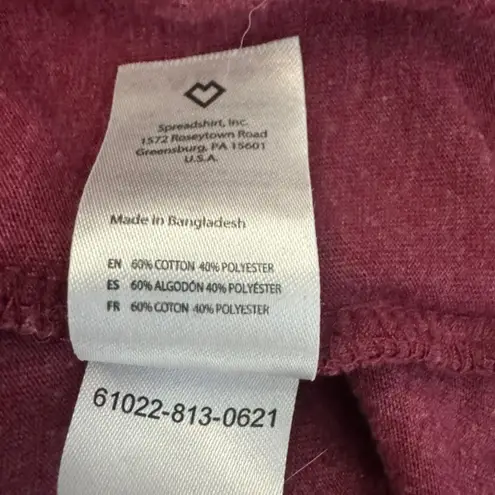 Spreadshirt, Inc.
1572 Roseytown Road
Greensburg, PA 15601
U.S.A.
Made in Bangladesh
EN 60% COTTON 40% POLYESTER
ES 60% ALGODÓN 40% POLYÉSTER
FR 60% COTON 40% POLYESTER
61022-813-0621